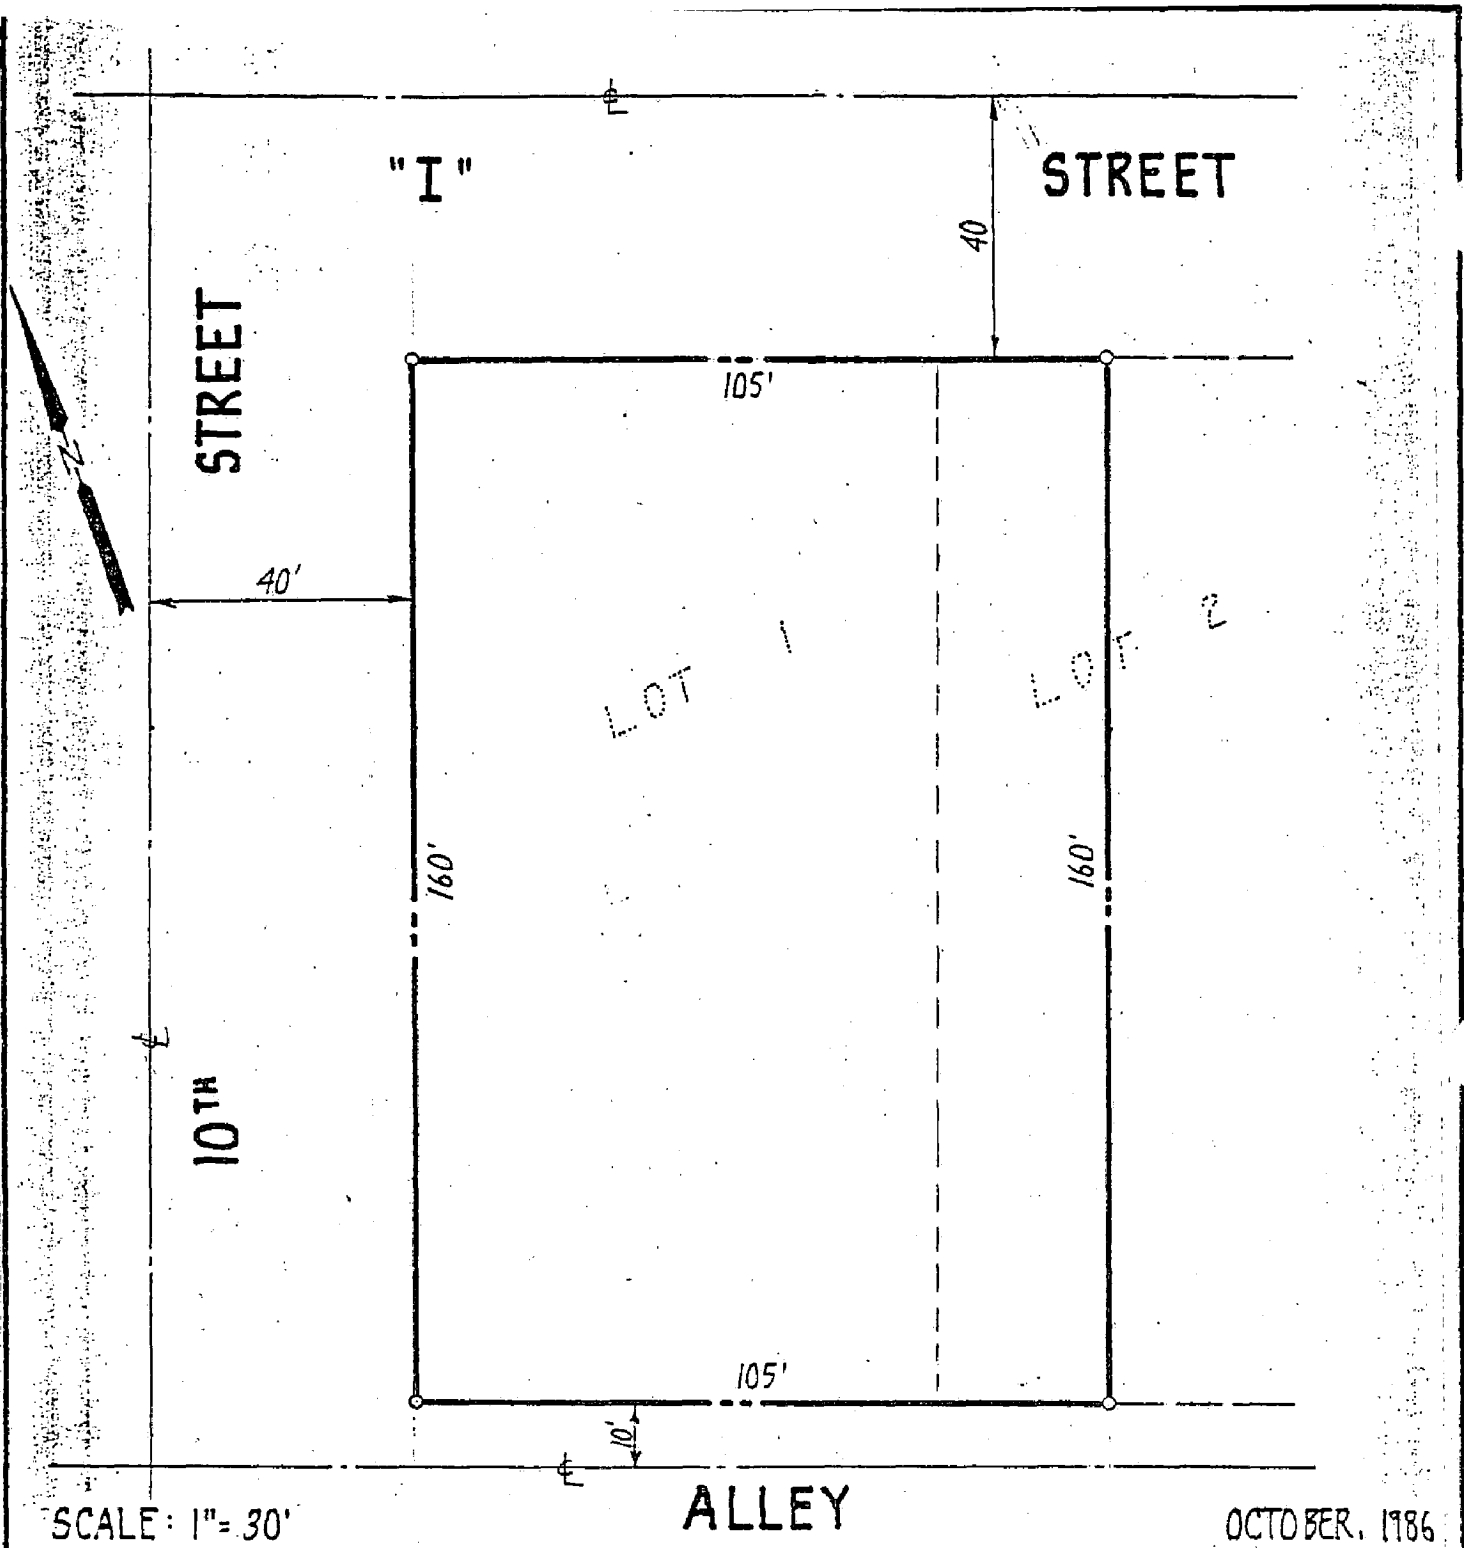 ℄
"I" STREET
40
STREET
105'
N
40'
LOT 1
LOT 2
160'
160'
℄
10TH
105'
10'
℄
ALLEY
SCALE: 1"=30'
OCTOBER, 1986